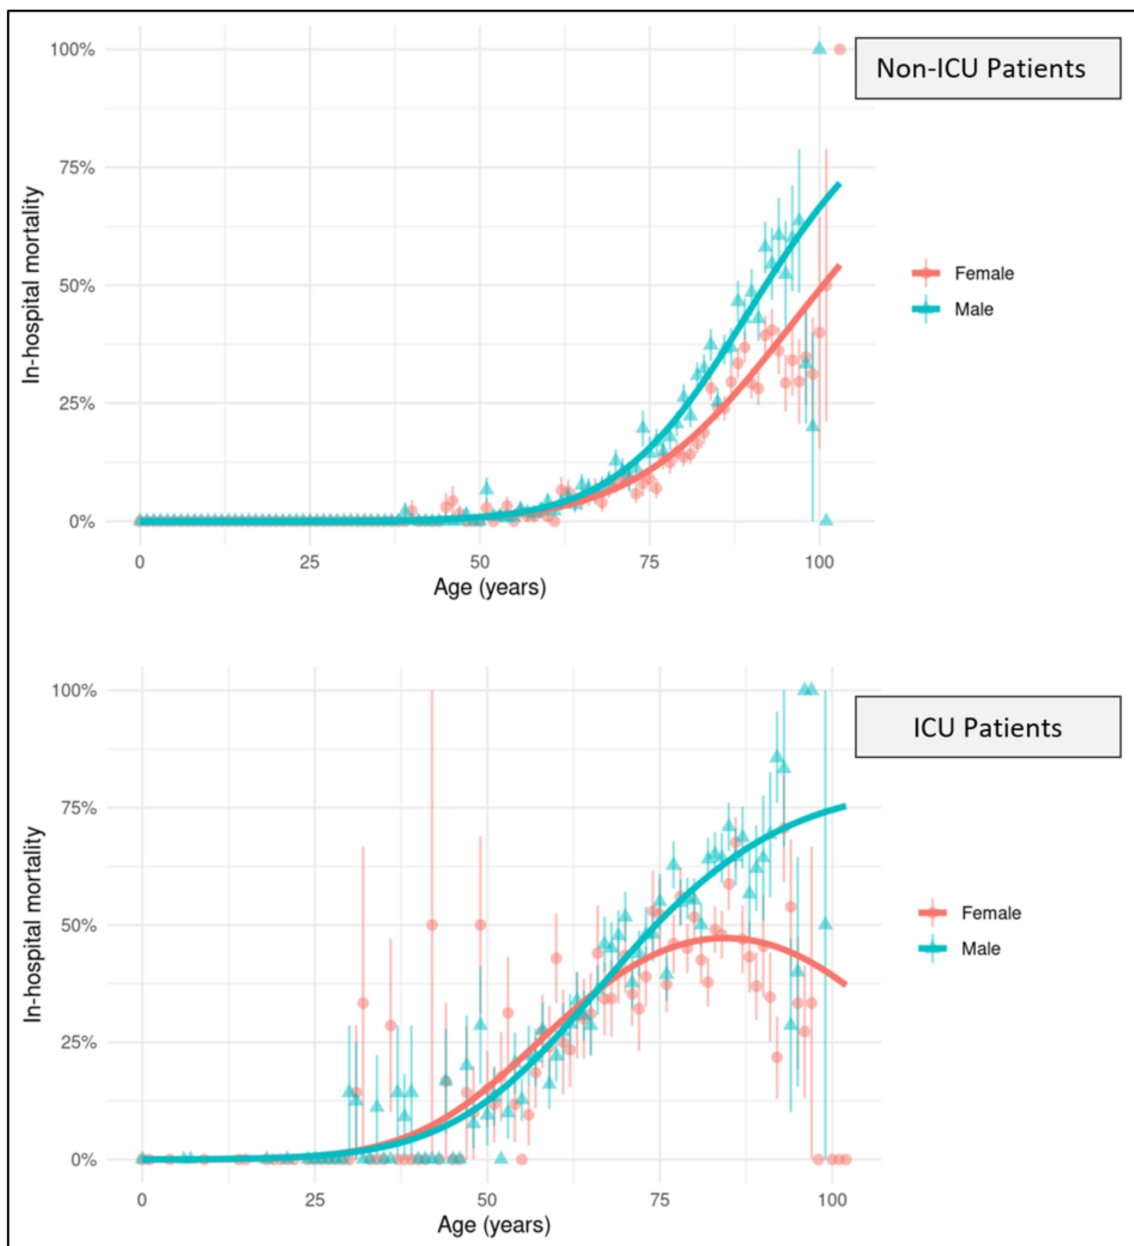 Non-ICU Patients
In-hospital mortality
100%
75%
50%
25%
0%
0 25 50 75 100
Age (years)
Female
Male
ICU Patients
In-hospital mortality
100%
75%
50%
25%
0%
0 25 50 75 100
Age (years)
Female
Male